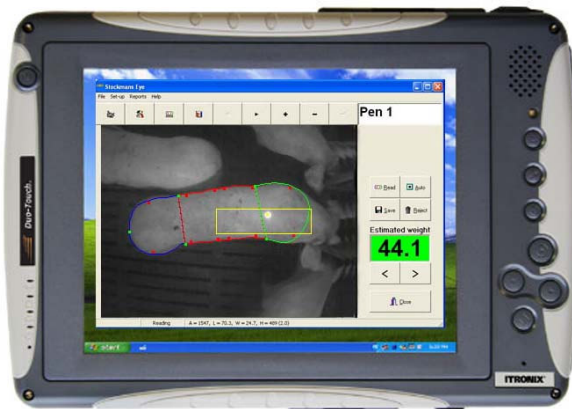 Stockmans Eye
File Set-up Reports Help
Pen 1
Read
Auto
Save
Reject
Estimated weight
44.1
<
>
Close
Reading
A = 1547, L = 70.3, W = 24.7, H = 469 (2.0)
start
Duo-Touch.
ITRONIX